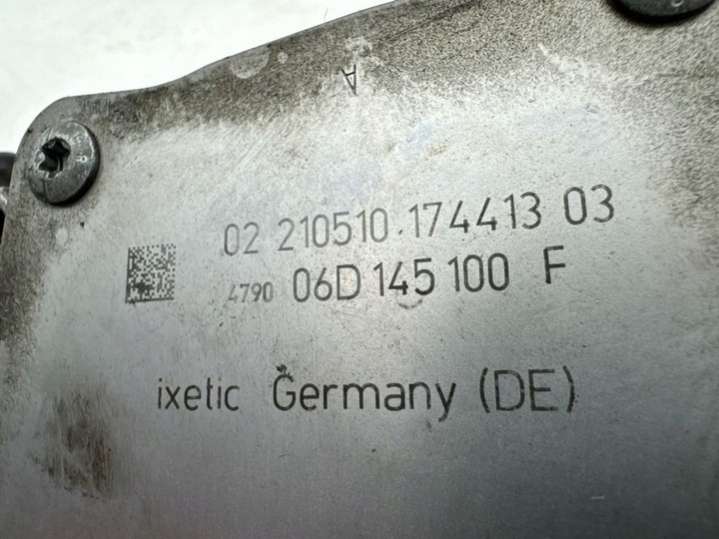 A
02 210510.174413 03
4790 06D 145 100 F
ixetic Germany (DE)